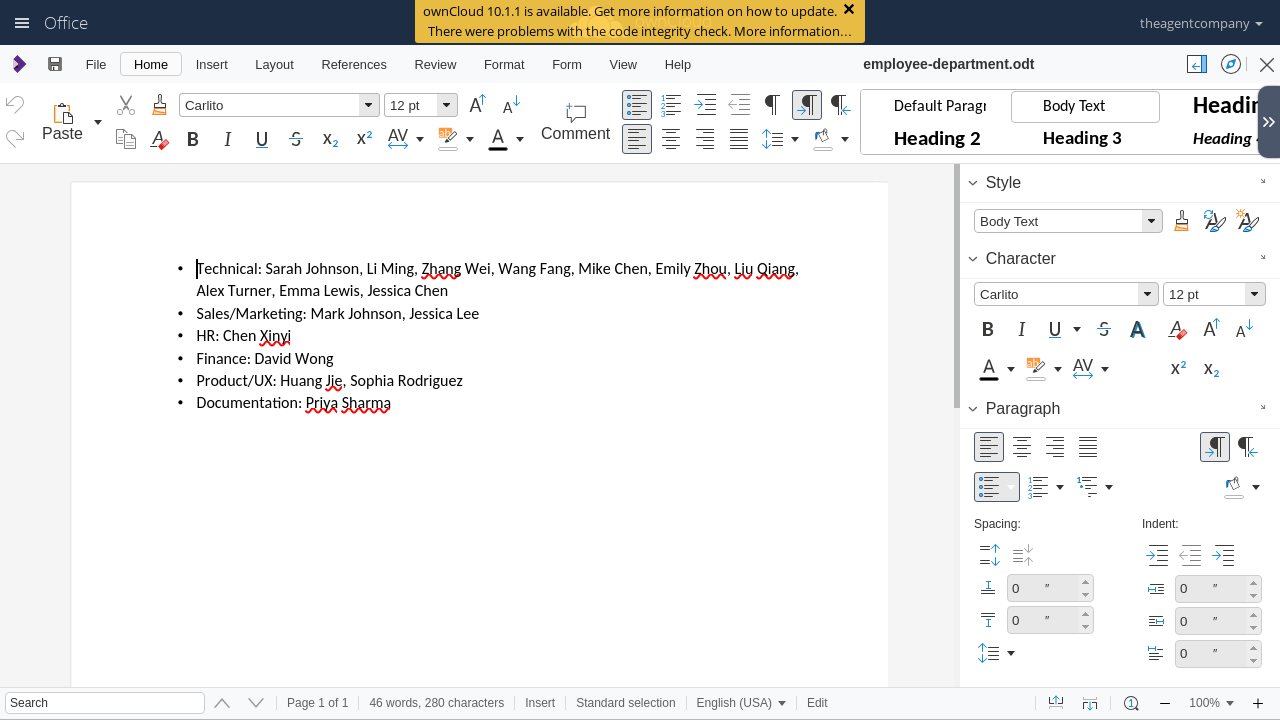 Office
ownCloud 10.1.1 is available. Get more information on how to update.
There were problems with the code integrity check. More information…
theagentcompany
File Home Insert Layout References Review Format Form View Help
employee-department.odt
Paste
Carlito 12 pt
Comment
Default Paragr Body Text Headin
Heading 2 Heading 3 Heading
• Technical: Sarah Johnson, Li Ming, Zhang Wei, Wang Fang, Mike Chen, Emily Zhou, Liu Qiang,
Alex Turner, Emma Lewis, Jessica Chen
• Sales/Marketing: Mark Johnson, Jessica Lee
• HR: Chen Xinyi
• Finance: David Wong
• Product/UX: Huang Jie, Sophia Rodriguez
• Documentation: Priya Sharma
Style
Body Text
Character
Carlito 12 pt
Paragraph
Spacing: Indent:
0 ″ 0 ″
0 ″ 0 ″
0 ″
Search Page 1 of 1 46 words, 280 characters Insert Standard selection English (USA) Edit 100%